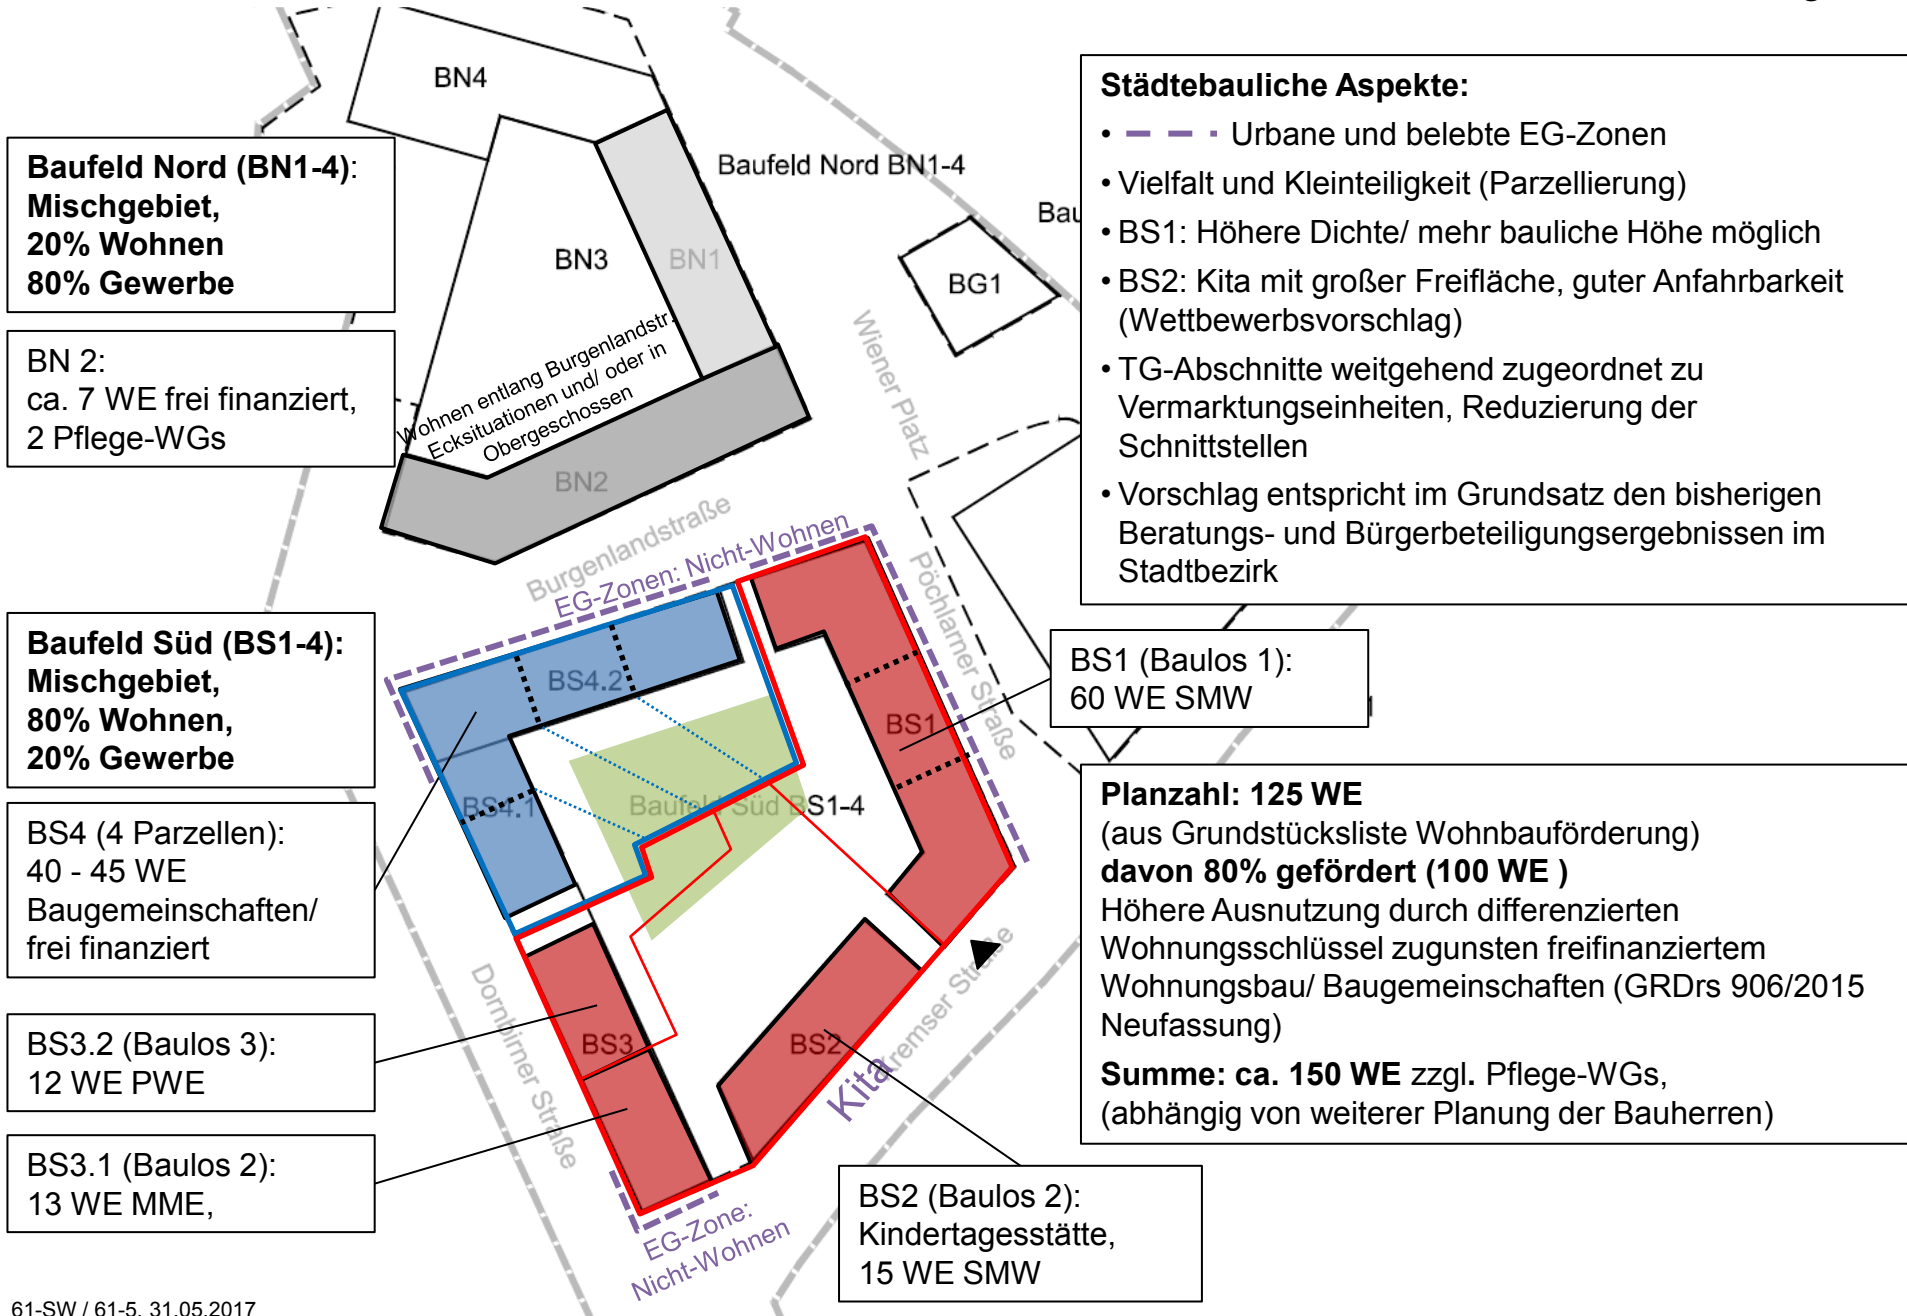 BN4
Baufeld Nord (BN1-4):
Mischgebiet,
20% Wohnen
80% Gewerbe
BN 2:
ca. 7 WE frei finanziert,
2 Pflege-WGs
Baufeld Nord BN1-4
BN3
BN1
BG1
Wohnen entlang Burgenlandstr.
Ecksituationen und/ oder in
Obergeschossen
BN2
Wiener Platz
Burgenlandstraße
EG-Zonen: Nicht-Wohnen
Pöchlarner Straße
Städtebauliche Aspekte:
• Urbane und belebte EG-Zonen
• Vielfalt und Kleinteiligkeit (Parzellierung)
• BS1: Höhere Dichte/ mehr bauliche Höhe möglich
• BS2: Kita mit großer Freifläche, guter Anfahrbarkeit
(Wettbewerbsvorschlag)
• TG-Abschnitte weitgehend zugeordnet zu
Vermarktungseinheiten, Reduzierung der
Schnittstellen
• Vorschlag entspricht im Grundsatz den bisherigen
Beratungs- und Bürgerbeteiligungsergebnissen im
Stadtbezirk
Baufeld Süd (BS1-4):
Mischgebiet,
80% Wohnen,
20% Gewerbe
BS4 (4 Parzellen):
40 - 45 WE
Baugemeinschaften/
frei finanziert
BS3.2 (Baulos 3):
12 WE PWE
BS3.1 (Baulos 2):
13 WE MME,
BS4.2
BS4.1
BS1
Baufeld Süd BS1-4
BS3
BS2
Dornbirner Straße
Kremser Straße
Kita
EG-Zone:
Nicht-Wohnen
BS1 (Baulos 1):
60 WE SMW
BS2 (Baulos 2):
Kindertagesstätte,
15 WE SMW
Planzahl: 125 WE
(aus Grundstücksliste Wohnbauförderung)
davon 80% gefördert (100 WE )
Höhere Ausnutzung durch differenzierten
Wohnungsschlüssel zugunsten freifinanziertem
Wohnungsbau/ Baugemeinschaften (GRDrs 906/2015
Neufassung)
Summe: ca. 150 WE zzgl. Pflege-WGs,
(abhängig von weiterer Planung der Bauherren)
61-SW / 61-5, 31.05.2017